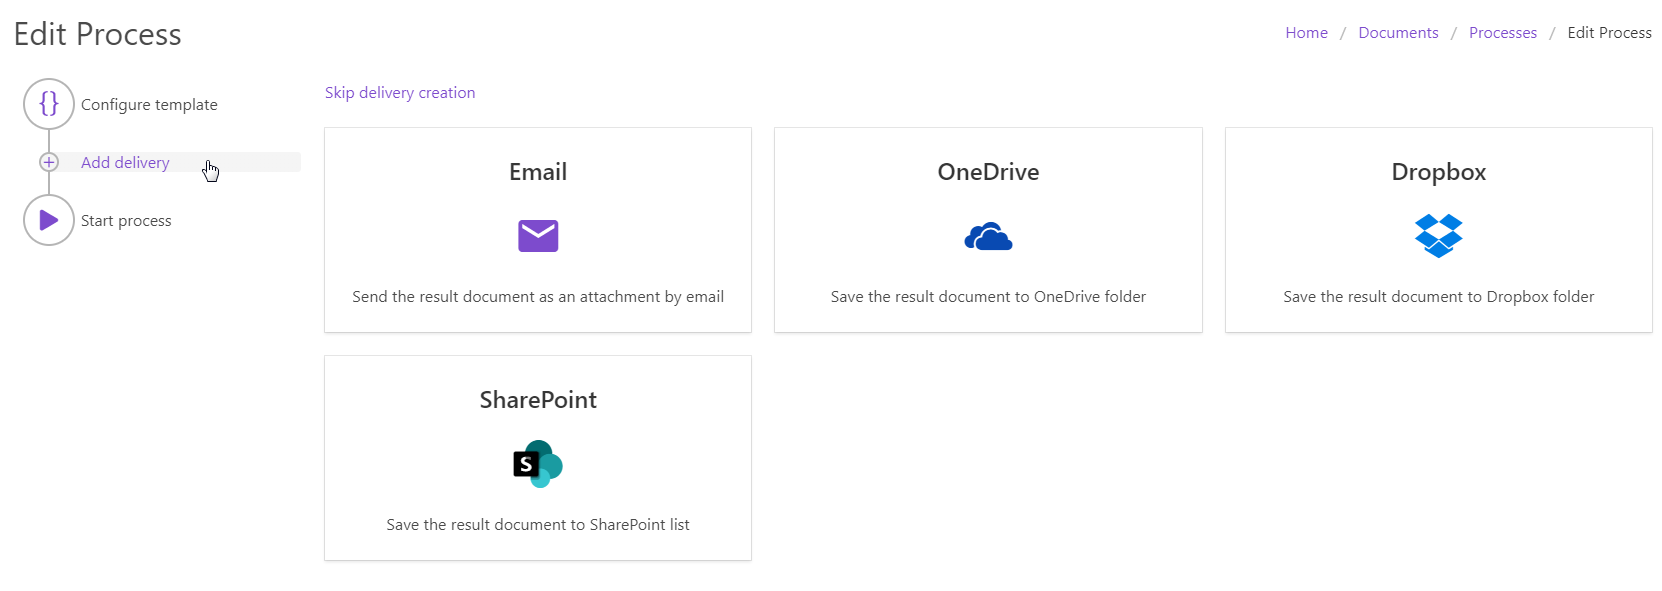 Edit Process
Home / Documents / Processes / Edit Process
{} Configure template
Add delivery
Start process
Skip delivery creation
Email
Send the result document as an attachment by email
OneDrive
Save the result document to OneDrive folder
Dropbox
Save the result document to Dropbox folder
SharePoint
S
Save the result document to SharePoint list